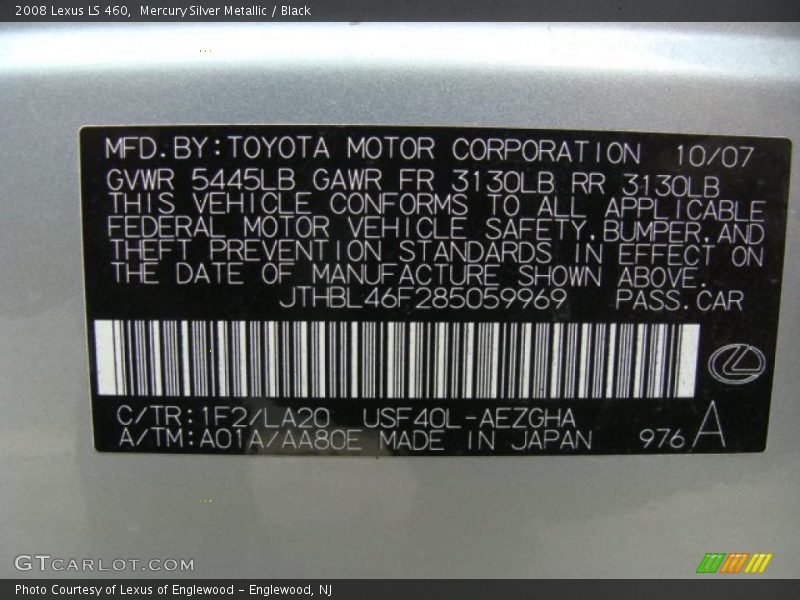 2008 Lexus LS 460,  Mercury Silver Metallic / Black
MFD.BY:TOYOTA MOTOR CORPORATION 10/07
GVWR 5445LB GAWR FR 3130LB RR 3130LB
THIS VEHICLE CONFORMS TO ALL APPLICABLE
FEDERAL MOTOR VEHICLE SAFETY,BUMPER,AND
THEFT PREVENTION STANDARDS IN EFFECT ON
THE DATE OF MANUFACTURE SHOWN ABOVE.
JTHBL46F285059969 PASS.CAR
C/TR:1F2/LA20 USF40L-AEZGHA
A/TM:A01A/AA80E MADE IN JAPAN 976 A
GTCARLOT.COM
Photo Courtesy of Lexus of Englewood - Englewood, NJ